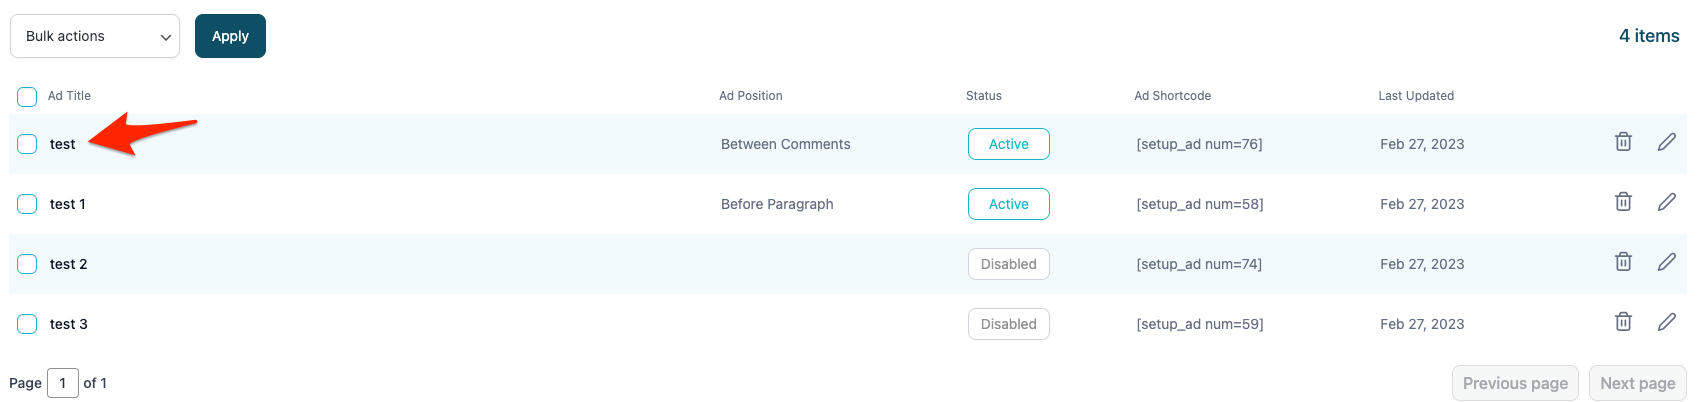 Bulk actions Apply 4 items
Ad Title Ad Position Status Ad Shortcode Last Updated
test Between Comments Active [setup_ad num=76] Feb 27, 2023
test 1 Before Paragraph Active [setup_ad num=58] Feb 27, 2023
test 2 Disabled [setup_ad num=74] Feb 27, 2023
test 3 Disabled [setup_ad num=59] Feb 27, 2023
Page 1 of 1 Previous page Next page